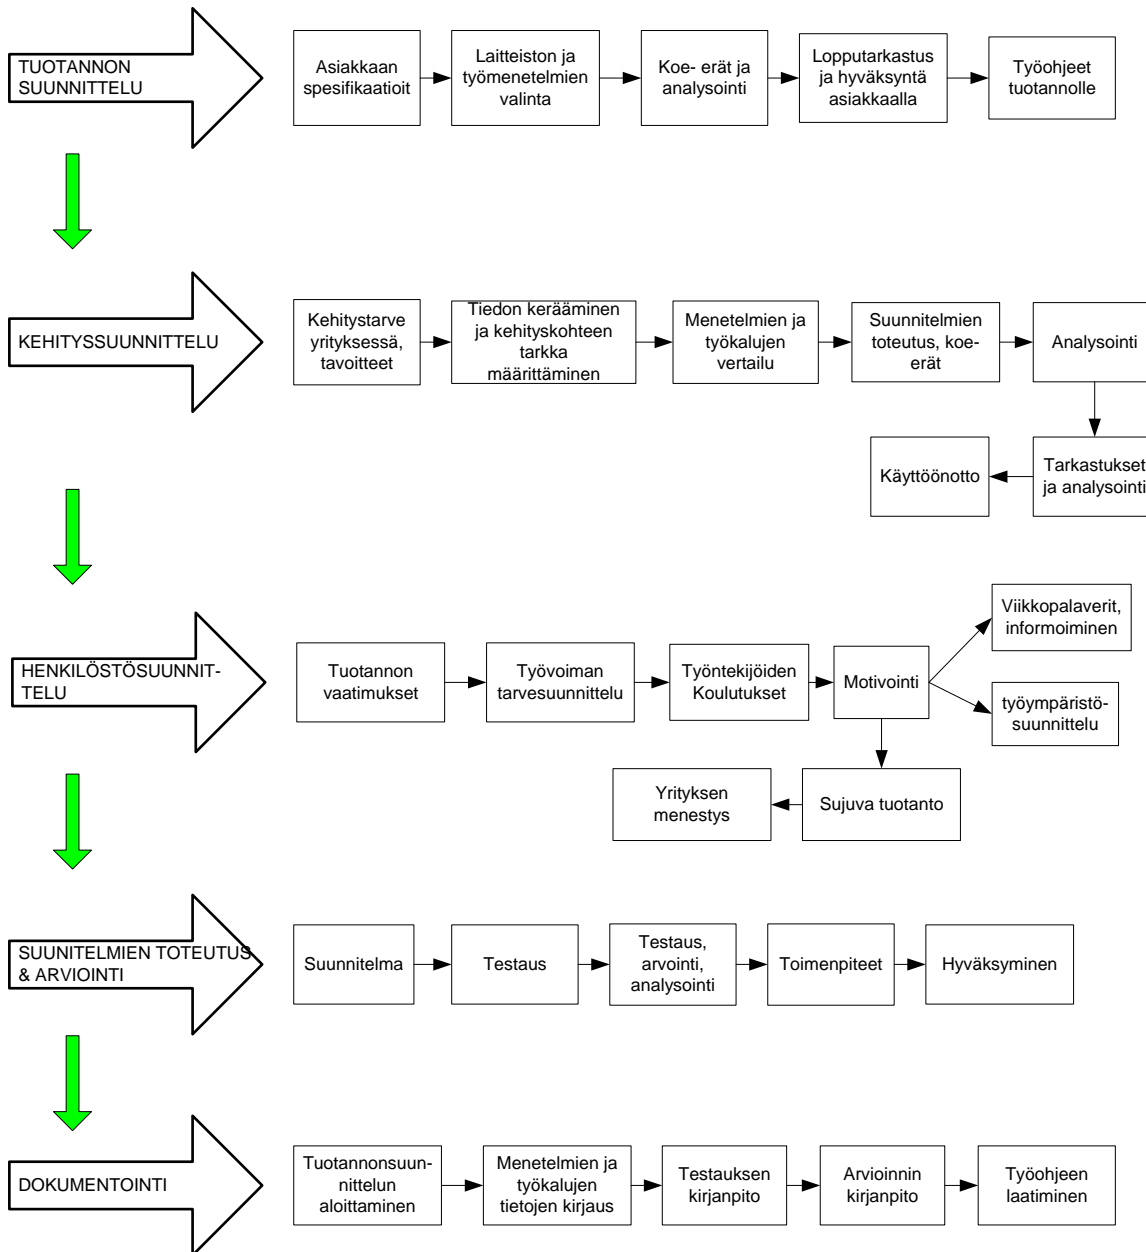 TUOTANNON
SUUNNITTELU
Asiakkaan
spesifikaatioit
Laitteiston ja
työmenetelmien
valinta
Koe- erät ja
analysointi
Lopputarkastus
ja hyväksyntä
asiakkaalla
Työohjeet
tuotannolle
KEHITYSSUUNNITTELU
Kehitystarve
yrityksessä,
tavoitteet
Tiedon kerääminen
ja kehityskohteen
tarkka
määrittäminen
Menetelmien ja
työkalujen
vertailu
Suunnitelmien
toteutus, koe-
erät
Analysointi
Käyttöönotto
Tarkastukset
ja analysointi
HENKILÖSTÖSUUNNIT-
TELU
Tuotannon
vaatimukset
Työvoiman
tarvesuunnittelu
Työntekijöiden
Koulutukset
Motivointi
Viikkopalaverit,
informoiminen
työympäristö-
suunnittelu
Yrityksen
menestys
Sujuva tuotanto
SUUNITELMIEN TOTEUTUS
& ARVIOINTI
Suunnitelma
Testaus
Testaus,
arvointi,
analysointi
Toimenpiteet
Hyväksyminen
DOKUMENTOINTI
Tuotannonsuun-
nittelun
aloittaminen
Menetelmien ja
työkalujen
tietojen kirjaus
Testauksen
kirjanpito
Arvioinnin
kirjanpito
Työohjeen
laatiminen